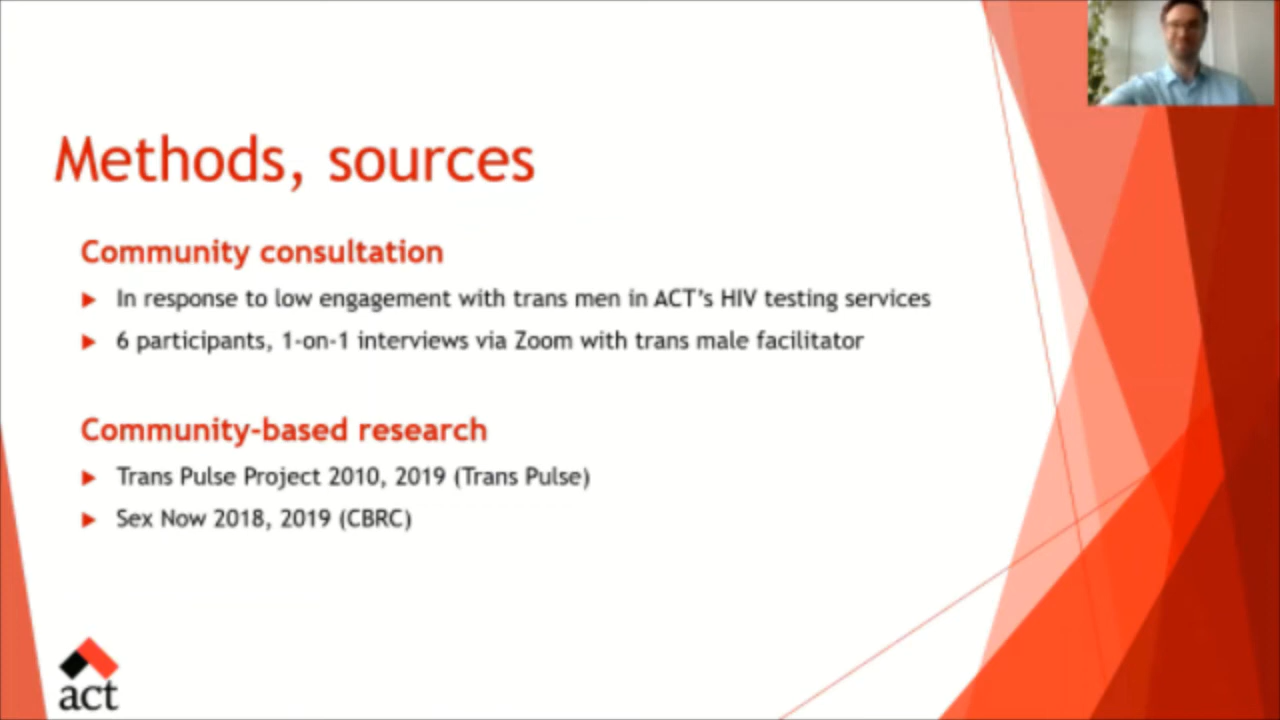 Methods, sources
Community consultation
In response to low engagement with trans men in ACT's HIV testing services
6 participants, 1-on-1 interviews via Zoom with trans male facilitator
Community-based research
Trans Pulse Project 2010, 2019 (Trans Pulse)
Sex Now 2018, 2019 (CBRC)
act